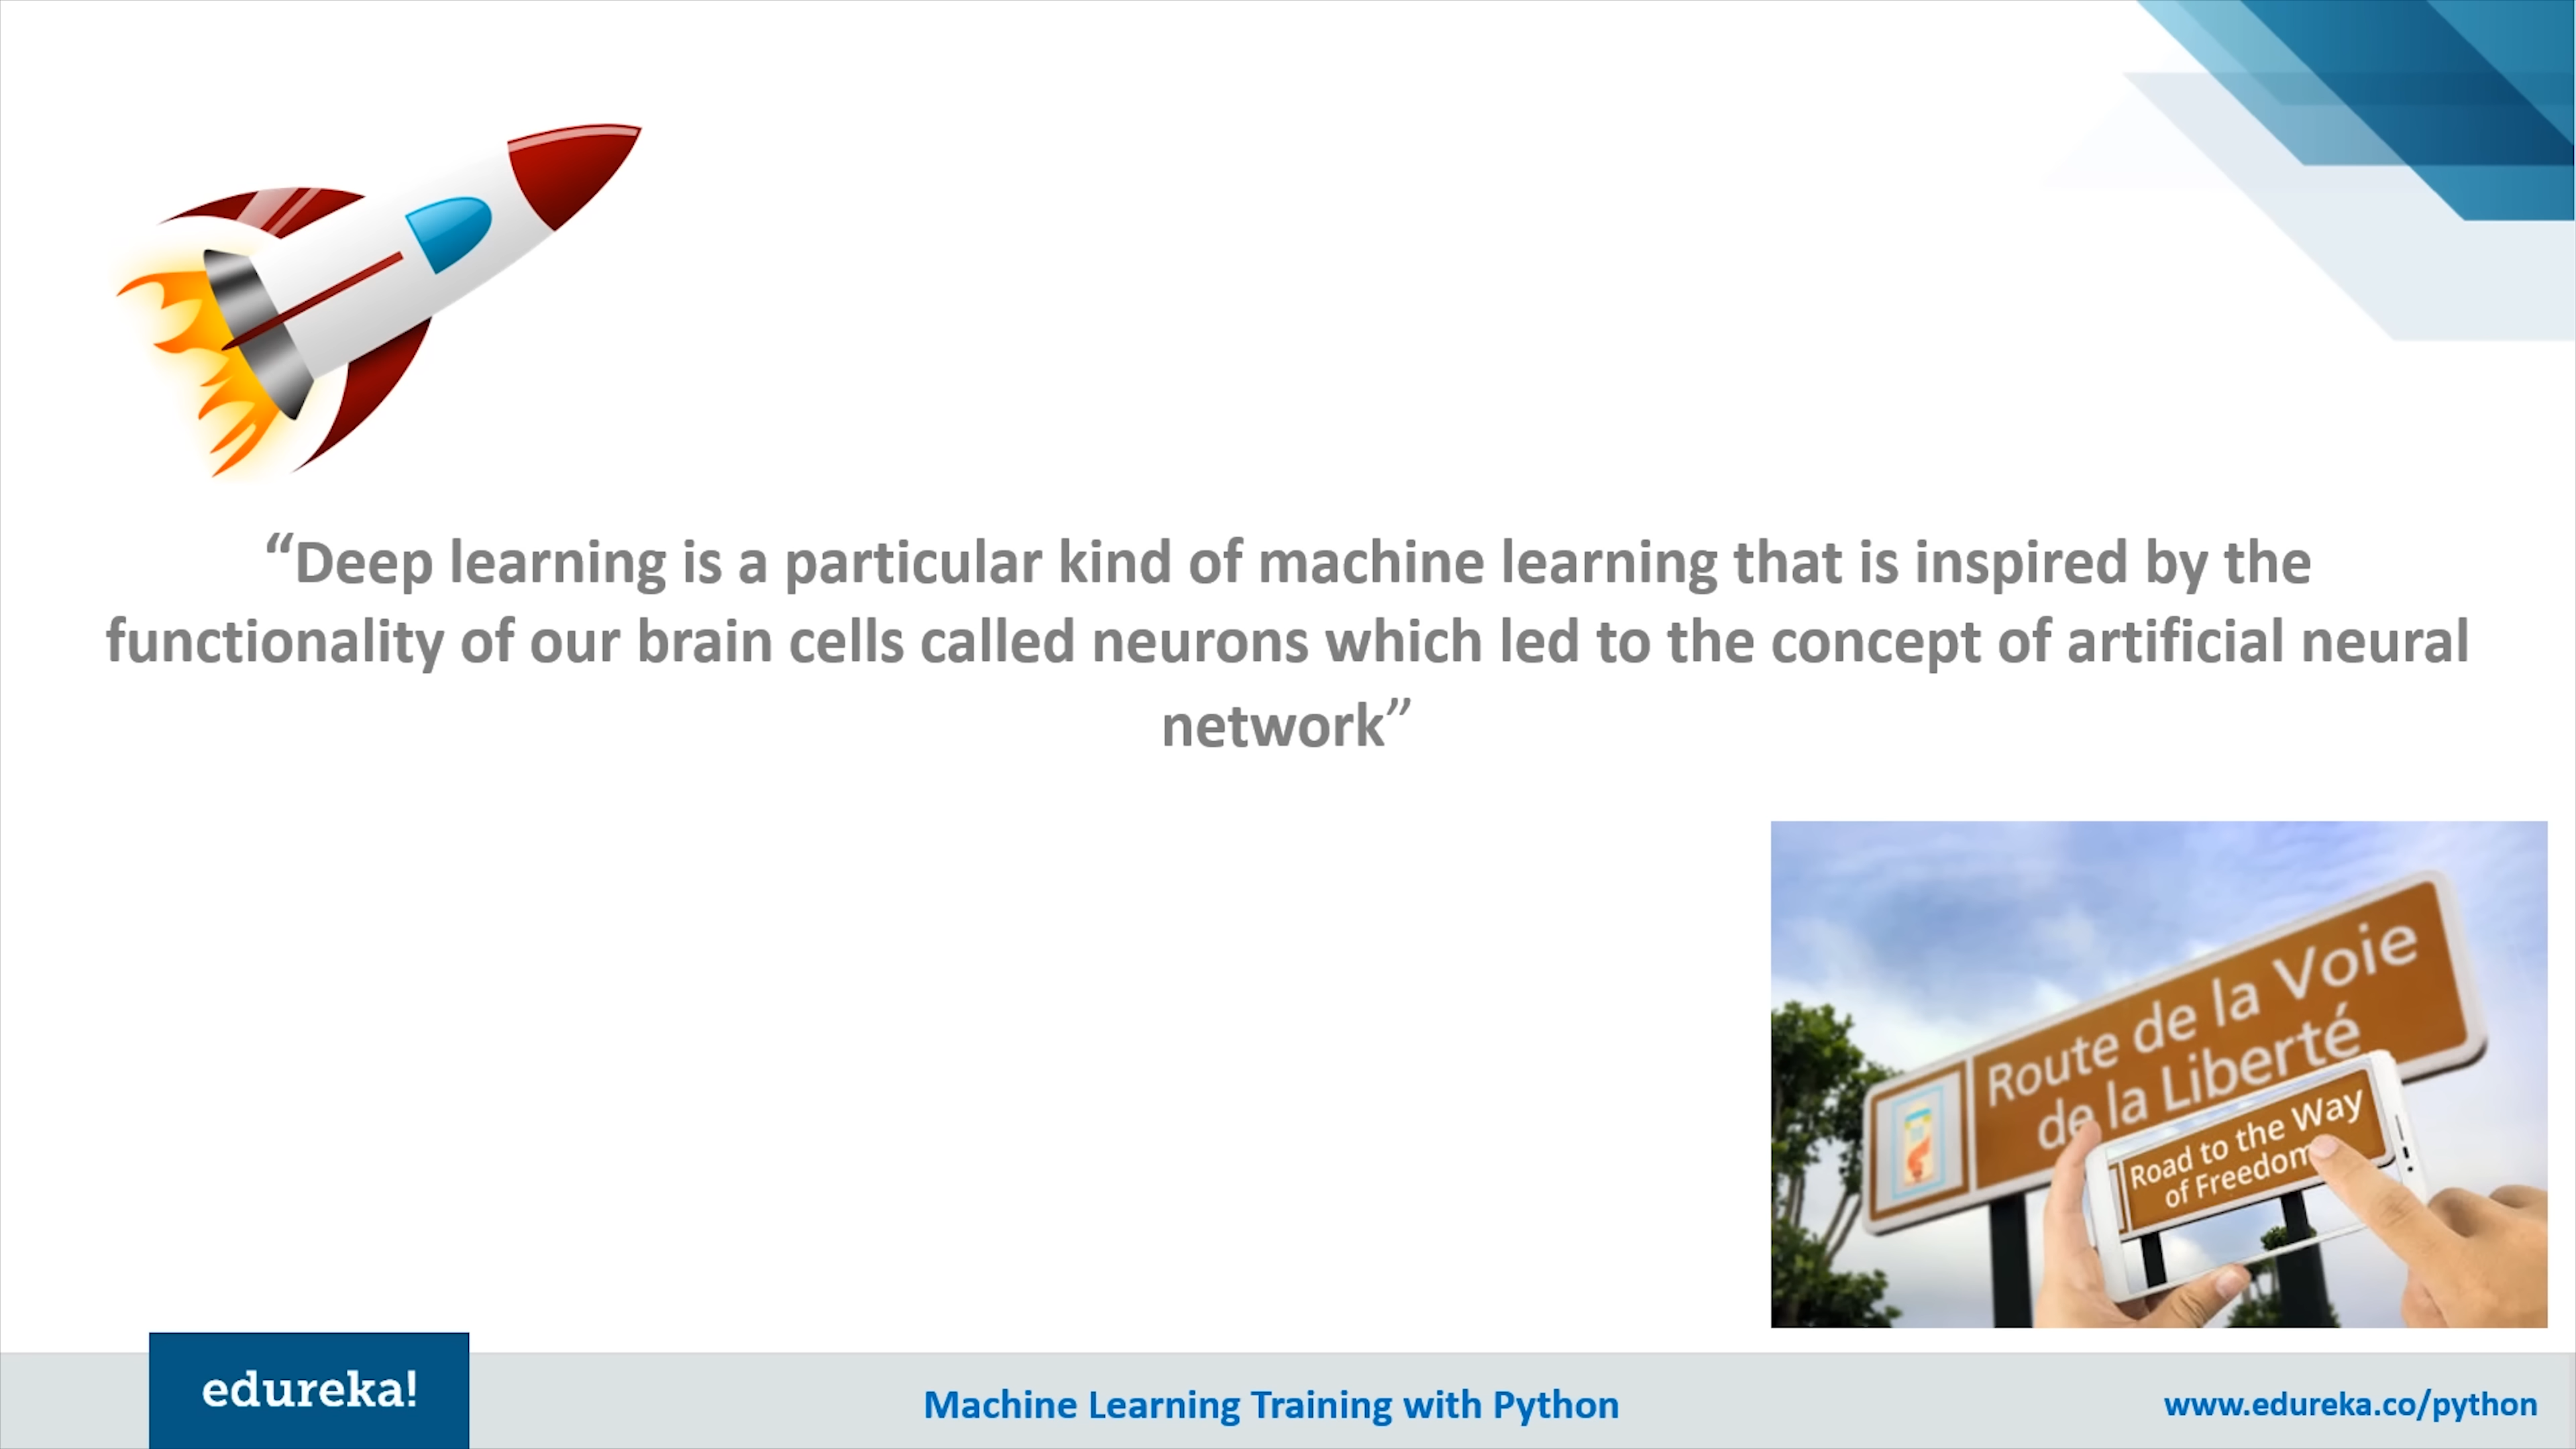 “Deep learning is a particular kind of machine learning that is inspired by the
functionality of our brain cells called neurons which led to the concept of artificial neural
network”
Route de la Voie
de la Liberté
Road to the Way
of Freedom
edureka!
Machine Learning Training with Python
www.edureka.co/python